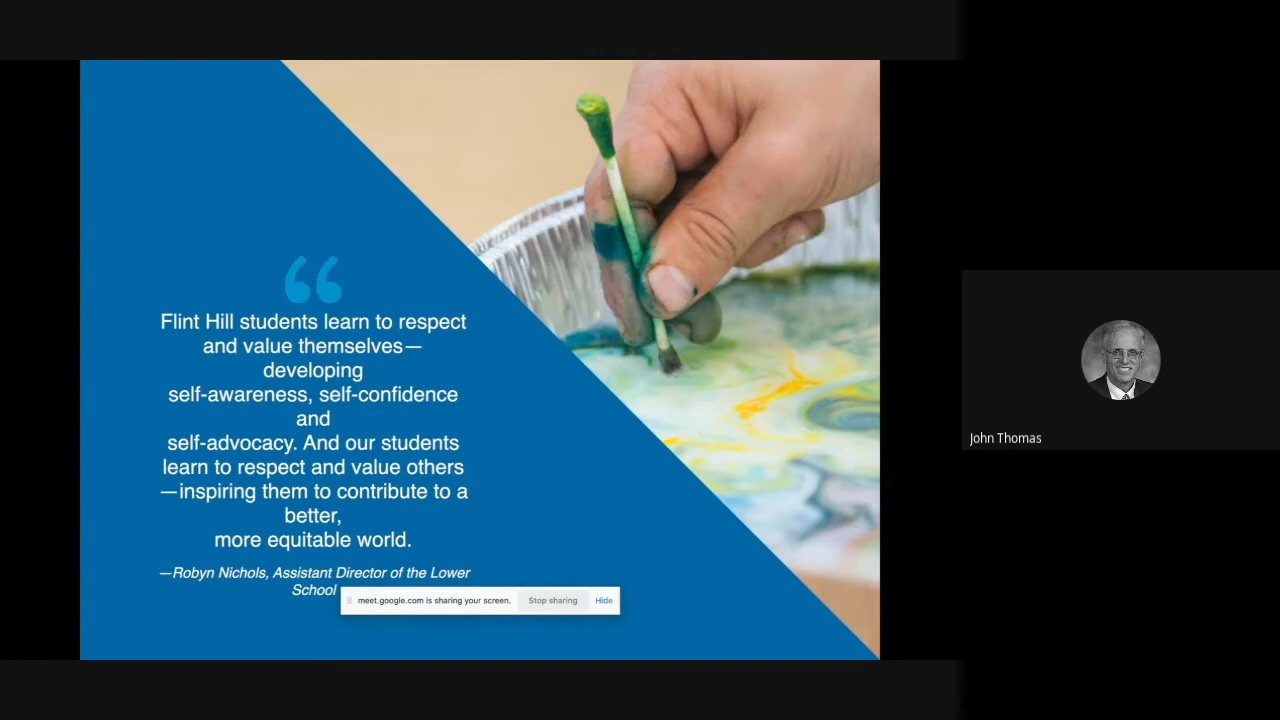 “
Flint Hill students learn to respect
and value themselves—
developing
self-awareness, self-confidence
and
self-advocacy. And our students
learn to respect and value others
—inspiring them to contribute to a
better,
more equitable world.
—Robyn Nichols, Assistant Director of the Lower
School
meet.google.com is sharing your screen. Stop sharing Hide
John Thomas